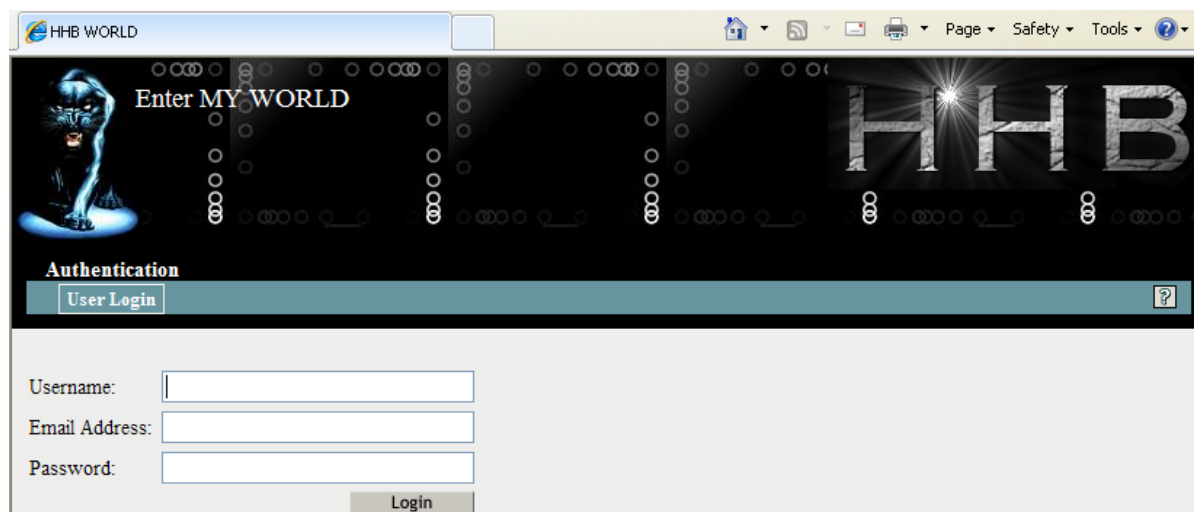 HHB WORLD
Page Safety Tools
Enter MY WORLD
HHB
Authentication
User Login
Username:
Email Address:
Password:
Login